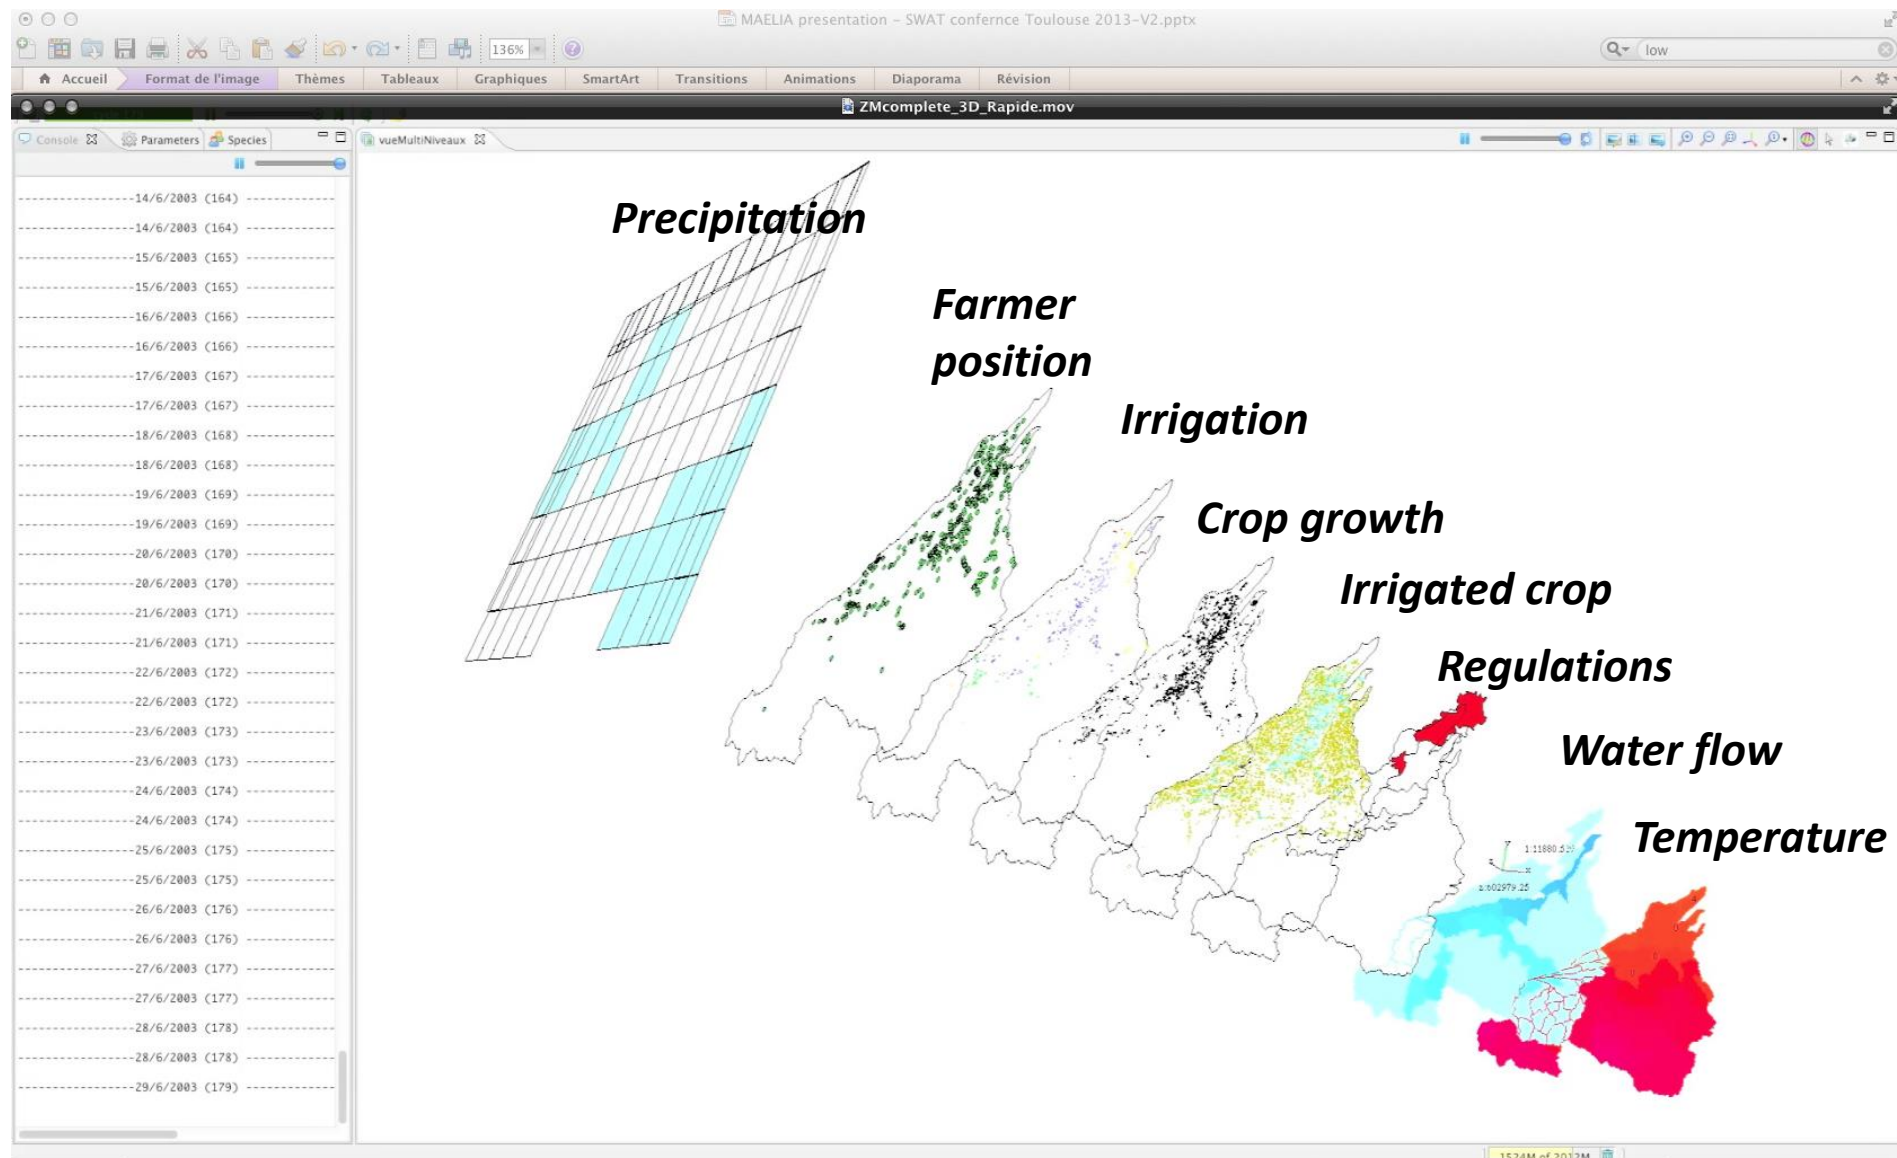 MAELIA presentation - SWAT confernce Toulouse 2013-V2.pptx
136%
low
Accueil Format de l'image Thèmes Tableaux Graphiques SmartArt Transitions Animations Diaporama Révision
ZMcomplete_3D_Rapide.mov
Console Parameters Species vueMultiNiveaux
---------------14/6/2003 (164) ------------
---------------14/6/2003 (164) ------------
---------------15/6/2003 (165) ------------
---------------15/6/2003 (165) ------------
---------------16/6/2003 (166) ------------
---------------16/6/2003 (166) ------------
---------------17/6/2003 (167) ------------
---------------17/6/2003 (167) ------------
---------------18/6/2003 (168) ------------
---------------18/6/2003 (168) ------------
---------------19/6/2003 (169) ------------
---------------19/6/2003 (169) ------------
---------------20/6/2003 (170) ------------
---------------20/6/2003 (170) ------------
---------------21/6/2003 (171) ------------
---------------21/6/2003 (171) ------------
---------------22/6/2003 (172) ------------
---------------22/6/2003 (172) ------------
---------------23/6/2003 (173) ------------
---------------23/6/2003 (173) ------------
---------------24/6/2003 (174) ------------
---------------24/6/2003 (174) ------------
---------------25/6/2003 (175) ------------
---------------25/6/2003 (175) ------------
---------------26/6/2003 (176) ------------
---------------26/6/2003 (176) ------------
---------------27/6/2003 (177) ------------
---------------27/6/2003 (177) ------------
---------------28/6/2003 (178) ------------
---------------28/6/2003 (178) ------------
---------------29/6/2003 (179) ------------
Precipitation
Farmer
position
Irrigation
Crop growth
Irrigated crop
Regulations
Water flow
Temperature
1524M of 2012M